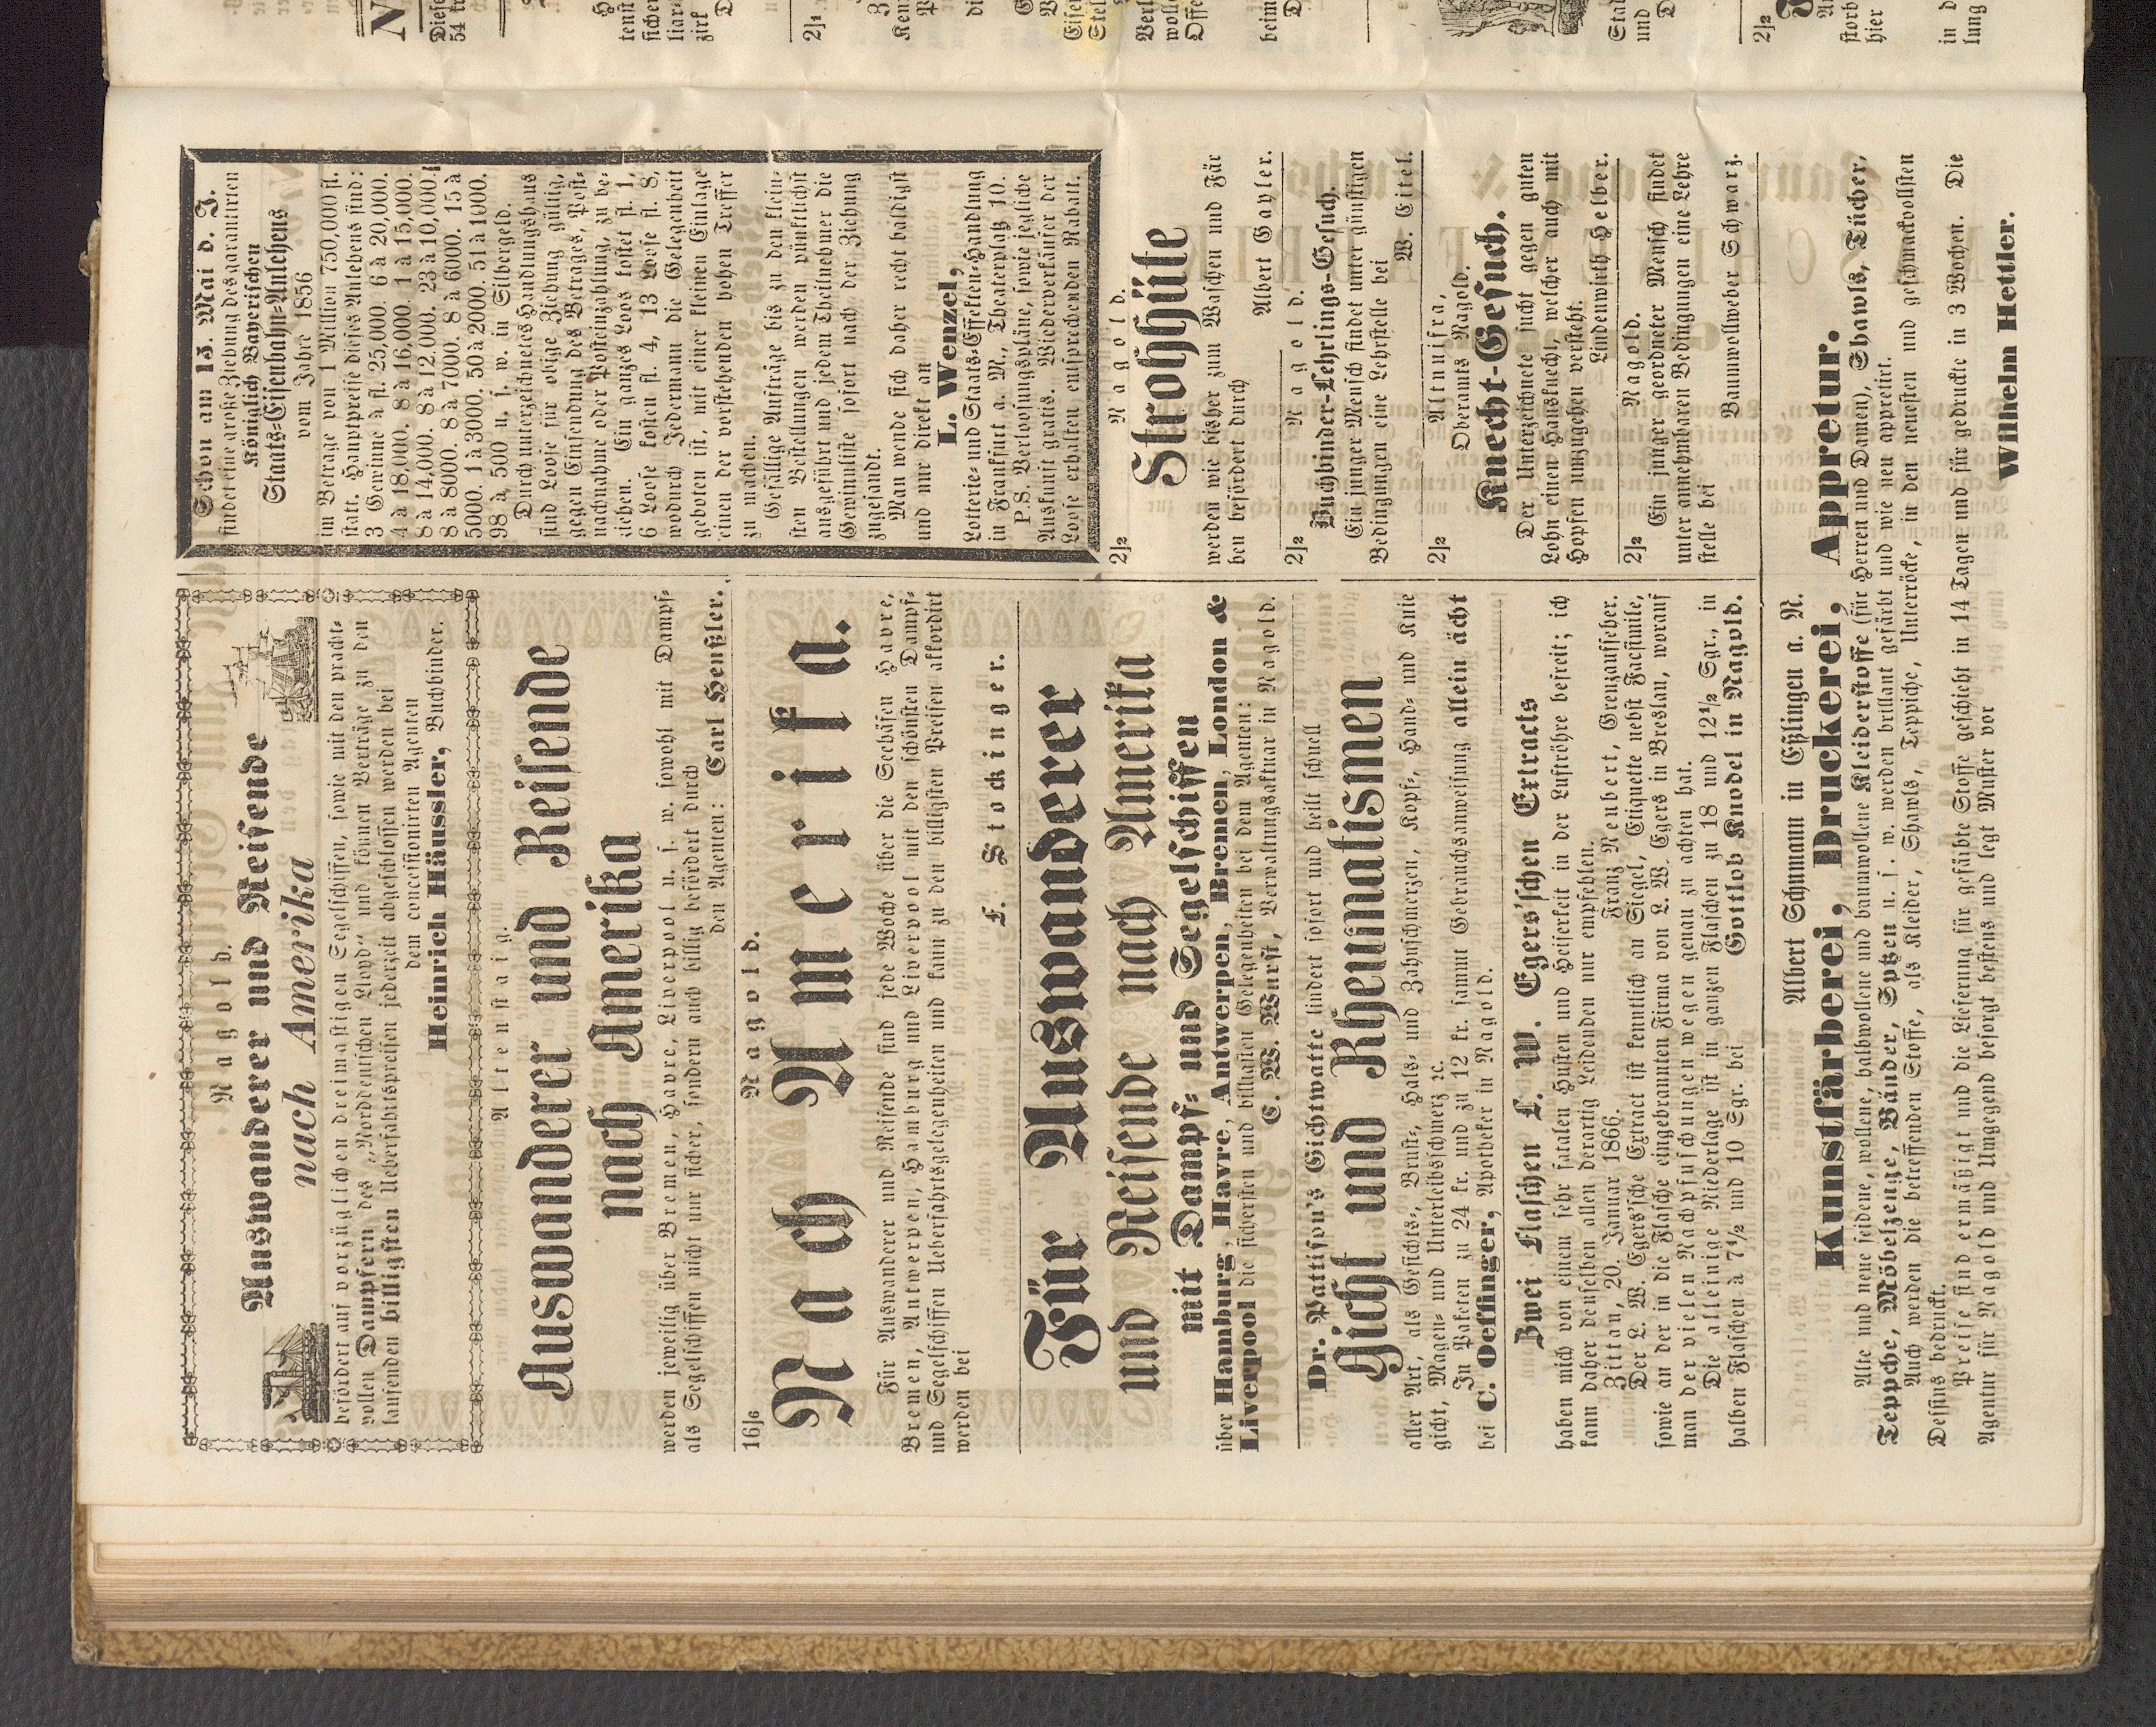 Nagold.
Auswanderer und Reisende
nach Amerika
befördert auf vorzüglichen dreimastigen Segelschiffen, sowie mit den pracht-
vollen Dampfern des „Norddeutschen Lloyd" und können Verträge zu den
laufenden billigsten Ueberfahrtspreisen jederzeit abgeschlossen werden bei
dem concessionirten Agenten
Heinrich Häussler, Buchbinder.
Altenstaig.
Auswanderer und Reisende
nach Amerika
werden jeweilig über Bremen, Havre, Liverpool u. s. w. sowohl mit Dampf-
als Segelschiffen nicht nur sicher, sondern auch billig befördert durch
den Agenten: Carl Henßler.
16]6 Nagold.
Nach Amerika.
Für Auswanderer und Reisende sind jede Woche über die Seehäfen Havre,
Bremen, Antwerpen, Hamburg und Liverpool mit den schönsten Dampf-
und Segelschiffen Ueberfahrtsgelegenheiten und kann zu den billigsten Preisen akkordirt
werden bei
F. Stockinger.
Für Auswanderer
und Reisende nach Amerika
mit Dampf- und Segelschiffen
über Hamburg, Havre, Antwerpen, Bremen, London &
Liverpool die sichersten und billigsten Gelegenheiten bei dem Agenten:
C. W. Wurst, Verwaltungsaktuar in Nagold.
Dr. Pattison's Gichtwatte lindert sofort und heilt schnell
Gicht und Rheumatismen
aller Art, als Gesichts-, Brust-, Hals- und Zahnschmerzen, Kopf-, Hand- und Knie
gicht, Magen- und Unterleibsschmerz ꝛc.
In Paketen zu 24 kr. und zu 12 kr. sammt Gebrauchsanweisung allein ächt
bei C. Oeffinger, Apotheker in Nagold.
Zwei Flaschen L. W. Egers'schen Extracts
haben mich von einem sehr fatalen Husten und Heiserkeit in der Luftröhre befreit; ich
kann daher denselben allen derartig Leidenden nur empfehlen.
Zittau, 20. Januar 1866. Franz Neubert, Grenzaufseher.
Der L. W. Egers'sche Extract ist kenntlich an Siegel, Etiquette nebst Facsimile,
sowie an der in die Flasche eingebrannten Firma von L. W. Egers in Breslau, worauf
man der vielen Nachpfuschungen wegen genau zu achten hat.
Die alleinige Niederlage ist in ganzen Flaschen zu 18 und 12½ Sgr., in
halben Flaschen à 7½ und 10 Sgr. bei Gottlob Knodel in Nagold.
Schon am 15. Mai d. J.
findet eine große Ziehung des garantirten
Königlich Bayerischen
Staats-Eisenbahn-Anlehens
vom Jahre 1856
im Betrage von 1 Million 750,000 fl.
statt. Hauptpreise dieses Anlehens sind:
3 Gewinne à fl. 25,000. 6 à 20,000.
4 à 18,000. 8 à 16,000. 1 à 15,000.
8 à 14,000. 8 à 12,000. 23 à 10,000.
8 à 8000. 8 à 7000. 8 à 6000. 15 à
5000. 1 à 3000. 50 à 2000. 51 à 1000.
98 à 500 u. s. w. in Silbergeld.
Durch unterzeichnetes Handlungshaus
sind Loose für obige Ziehung gültig,
gegen Einsendung des Betrages, Post-
nachnahme oder Posteinzahlung, zu be-
ziehen. Ein ganzes Loos kostet fl. 1,
6 Loose kosten fl. 4, 13 Loose fl. 8,
wodurch Jedermann die Gelegenheit
geboten ist, mit einer kleinen Einlage
einen der vorstehenden hohen Treffer
zu machen.
Gefällige Aufträge bis zu den klein-
sten Bestellungen werden pünktlichst
ausgeführt und jedem Theilnehmer die
Gewinnliste sofort nach der Ziehung
zugesandt.
Man wende sich daher recht baldigst
und nur direkt an
L. Wenzel,
Lotterie- und Staats-Effekten-Handlung
in Frankfurt a. M., Theaterplatz 10.
P.S. Verloosungspläne, sowie jegliche
Auskunft gratis. Wiederverkäufer der
Loose erhalten entsprechenden Rabatt.
2]2 Nagold.
Strohhüte
werden wie bisher zum Waschen und Fär
ben befördert durch
Albert Gayler.
2]2 Nagold.
Buchbinder-Lehrlings-Gesuch.
Ein junger Mensch findet unter günstigen
Bedingungen eine Lehrstelle bei
W. Eitel.
2]2 Altnuifra,
Oberamts Nagold.
Knecht-Gesuch.
Der Unterzeichnete sucht gegen guten
Lohn einen Hausknecht, welcher auch mit
Hopfen umzugehen versteht.
Lindenwirth Helber.
2]2 Nagold.
Ein junger geordneter Mensch findet
unter annehmbaren Bedingungen eine Lehre
stelle bei
Baumwollweber Schwarz.
Albert Schumann in Eßlingen a. N.
Kunstfärberei, Druckerei, Appretur.
Alte und neue seidene, wollene, halbwollene und baumwollene Kleiderstoffe (für Herren und Damen), Shawls, Tücher,
Teppche, Möbelzeuge, Bänder, Sptzen u. s. w. werden brillant gefärbt und wie neu appretirt.
Auch werden die betreffenden Stoffe, als Kleider, Shawls, Teppiche, Unterröcke, in den neuesten und geschmackvollsten
Dessins bedruckt.
Preise sind ermäßigt und die Lieferung für gefärbte Stoffe geschieht in 14 Tagen und für gedruckte in 3 Wochen. Die
Agentur für Nagold und Umgegend besorgt bestens und legt Muster vor
Wilhelm Hettler.